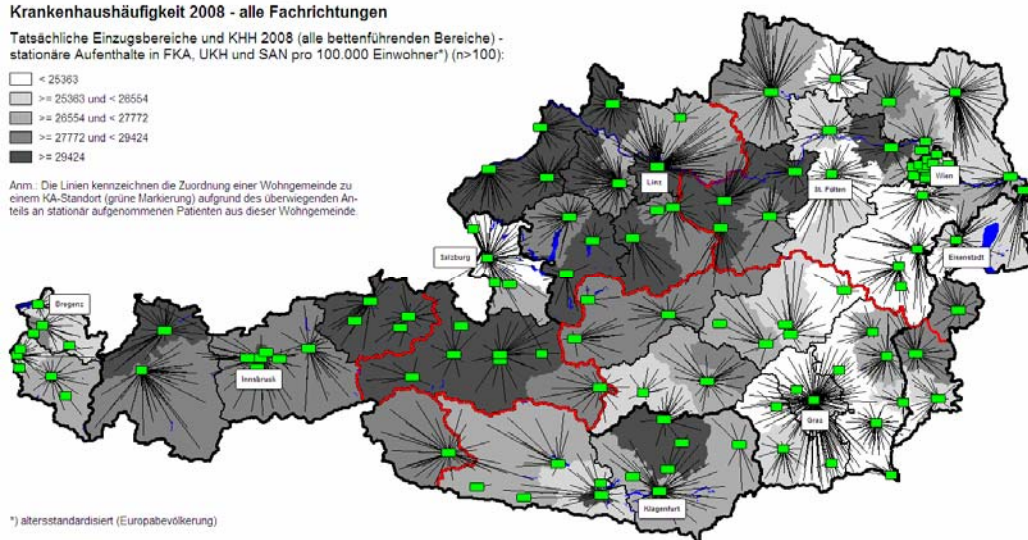 Krankenhaushäufigkeit 2008 - alle Fachrichtungen
Tatsächliche Einzugsbereiche und KHH 2008 (alle bettenführenden Bereiche) -
stationäre Aufenthalte in FKA, UKH und SAN pro 100.000 Einwohner*) (n>100):
< 25363
>= 25363 und < 26554
>= 26554 und < 27772
>= 27772 und < 29424
>= 29424
Anm.: Die Linien kennzeichnen die Zuordnung einer Wohngemeinde zu
einem KA-Standort (grüne Markierung) aufgrund des überwiegenden An-
teils an stationär aufgenommenen Patienten aus dieser Wohngemeinde.
Linz
St. Pölten
Wien
Salzburg
Eisenstadt
Bregenz
Innsbruck
Graz
Klagenfurt
*) altersstandardisiert (Europabevölkerung)